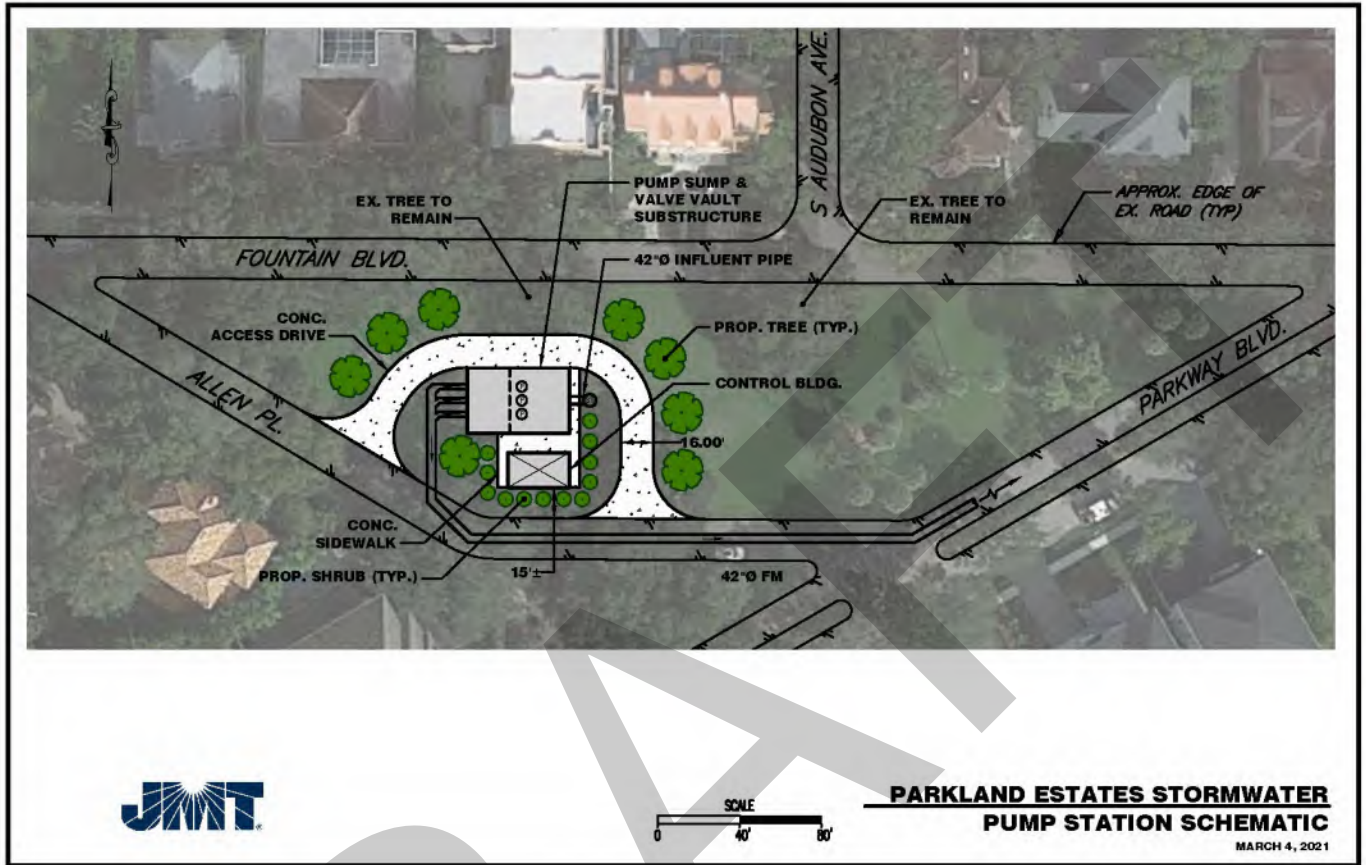 S AUDUBON AVE.
PUMP SUMP &
VALVE VAULT
SUBSTRUCTURE
EX. TREE TO
REMAIN
EX. TREE TO
REMAIN
APPROX. EDGE OF
EX. ROAD (TYP)
FOUNTAIN BLVD.
42"Ø INFLUENT PIPE
CONC.
ACCESS DRIVE
PROP. TREE (TYP.)
ALLEN PL.
CONTROL BLDG.
PARKWAY BLVD.
16.00'
CONC.
SIDEWALK
PROP. SHRUB (TYP.)
15'±
42"Ø FM
DRAFT
JMT
SCALE
0 40' 80'
PARKLAND ESTATES STORMWATER
PUMP STATION SCHEMATIC
MARCH 4, 2021